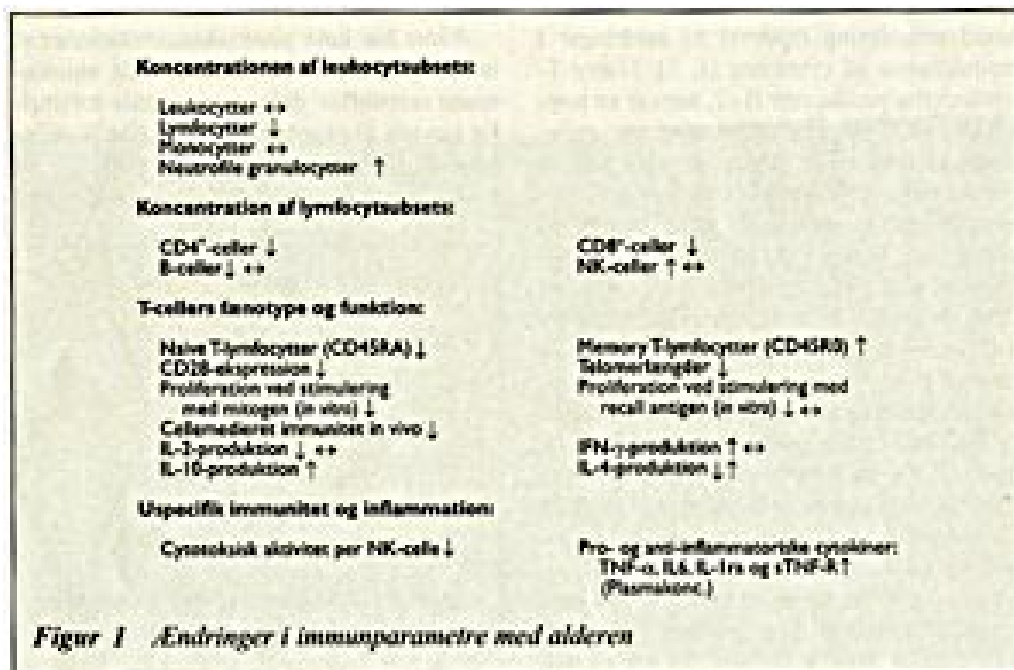 Koncentrationen af leukocytsubsets:
Leukocytter ↔
Lymfocytter ↓
Monocytter ↔
Neutrofile granulocytter ↑
Koncentration af lymfocytsubsets:
CD4⁺-celler ↓
B-celler ↓ ↔
CD8⁺-celler ↓
NK-celler ↑ ↔
T-cellers fænotype og funktion:
Naive T-lymfocytter (CD45RA) ↓
CD28-ekspression ↓
Proliferation ved stimulering
med mitogen (in vitro) ↓
Cellemedieret immunitet in vivo ↓
IL-2-produktion ↓ ↔
IL-10-produktion ↑
Memory T-lymfocytter (CD45R0) ↑
Telomerlængder ↓
Proliferation ved stimulering med
recall antigen (in vitro) ↓ ↔
IFN-γ-produktion ↑ ↔
IL-4-produktion ↓ ↑
Uspecifik immunitet og inflammation:
Cytotoksisk aktivitet per NK-celle ↓
Pro- og anti-inflammatoriske cytokiner:
TNF-α, IL6, IL-1ra og sTNF-R ↑
(Plasmakonc.)
Figur 1 Ændringer i immunparametre med alderen